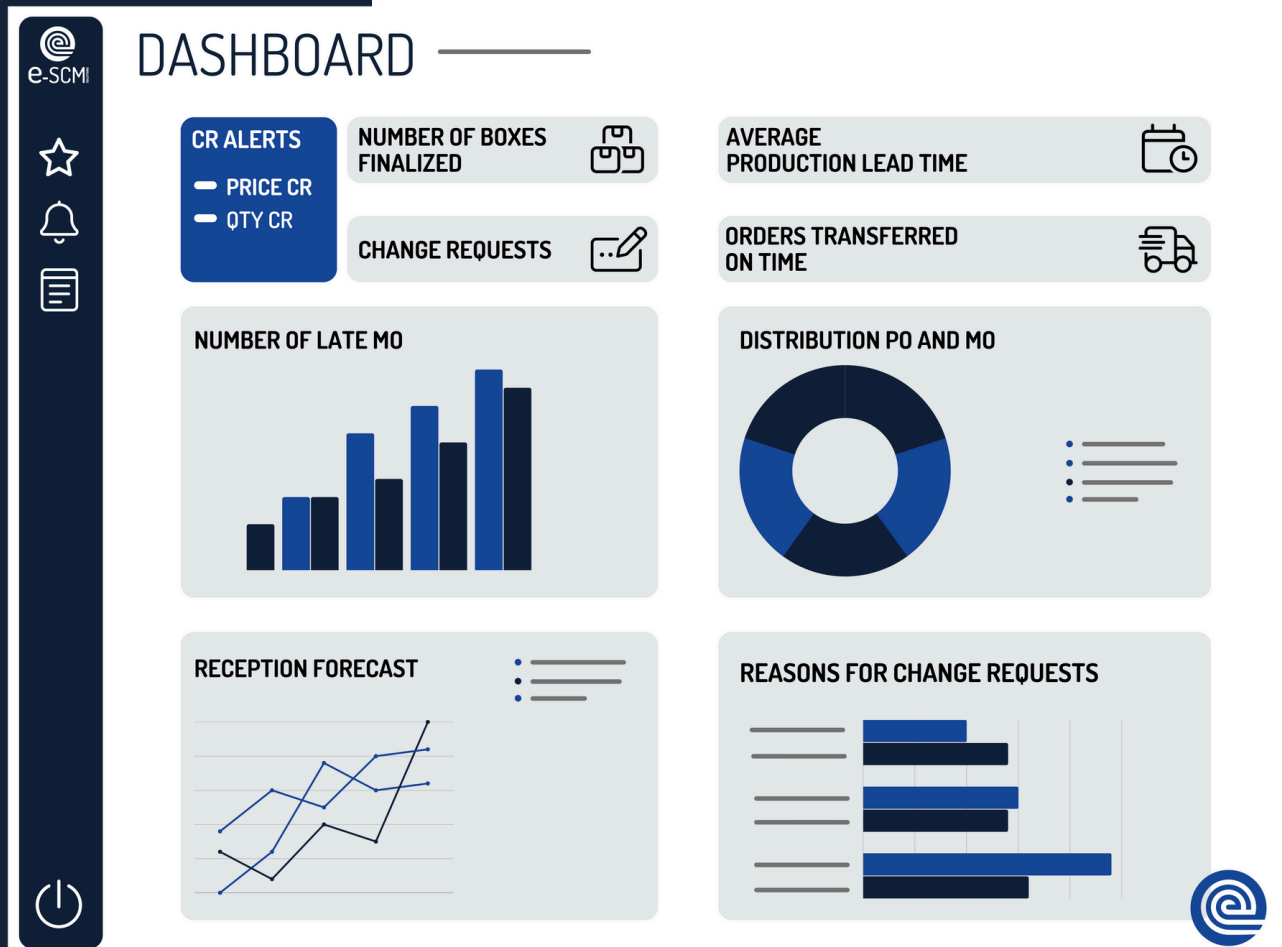 e-SCM
DASHBOARD
CR ALERTS
PRICE CR
QTY CR
NUMBER OF BOXES
FINALIZED
CHANGE REQUESTS
AVERAGE
PRODUCTION LEAD TIME
ORDERS TRANSFERRED
ON TIME
NUMBER OF LATE MO
DISTRIBUTION PO AND MO
RECEPTION FORECAST
REASONS FOR CHANGE REQUESTS